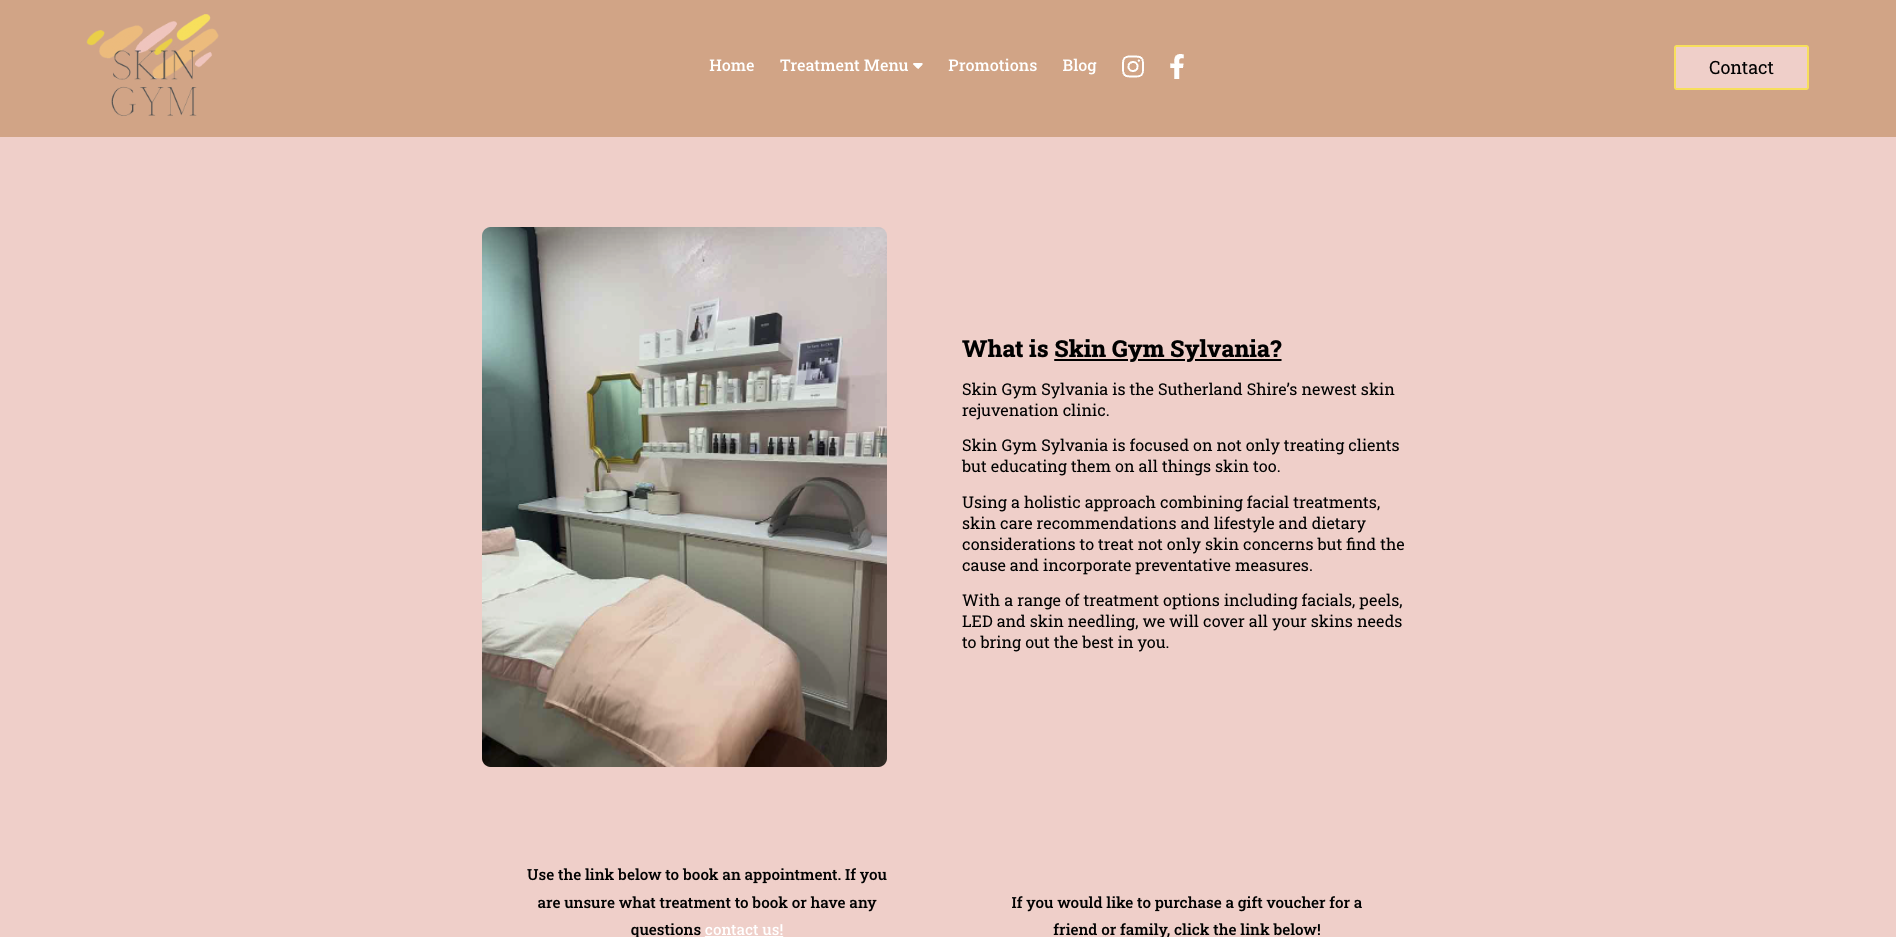 SKIN
GYM
Home
Treatment Menu
Promotions
Blog
Contact
What is Skin Gym Sylvania?
Skin Gym Sylvania is the Sutherland Shire's newest skin
rejuvenation clinic.
Skin Gym Sylvania is focused on not only treating clients
but educating them on all things skin too.
Using a holistic approach combining facial treatments,
skin care recommendations and lifestyle and dietary
considerations to treat not only skin concerns but find the
cause and incorporate preventative measures.
With a range of treatment options including facials, peels,
LED and skin needling, we will cover all your skins needs
to bring out the best in you.
Use the link below to book an appointment. If you
are unsure what treatment to book or have any
questions contact us!
If you would like to purchase a gift voucher for a
friend or family, click the link below!